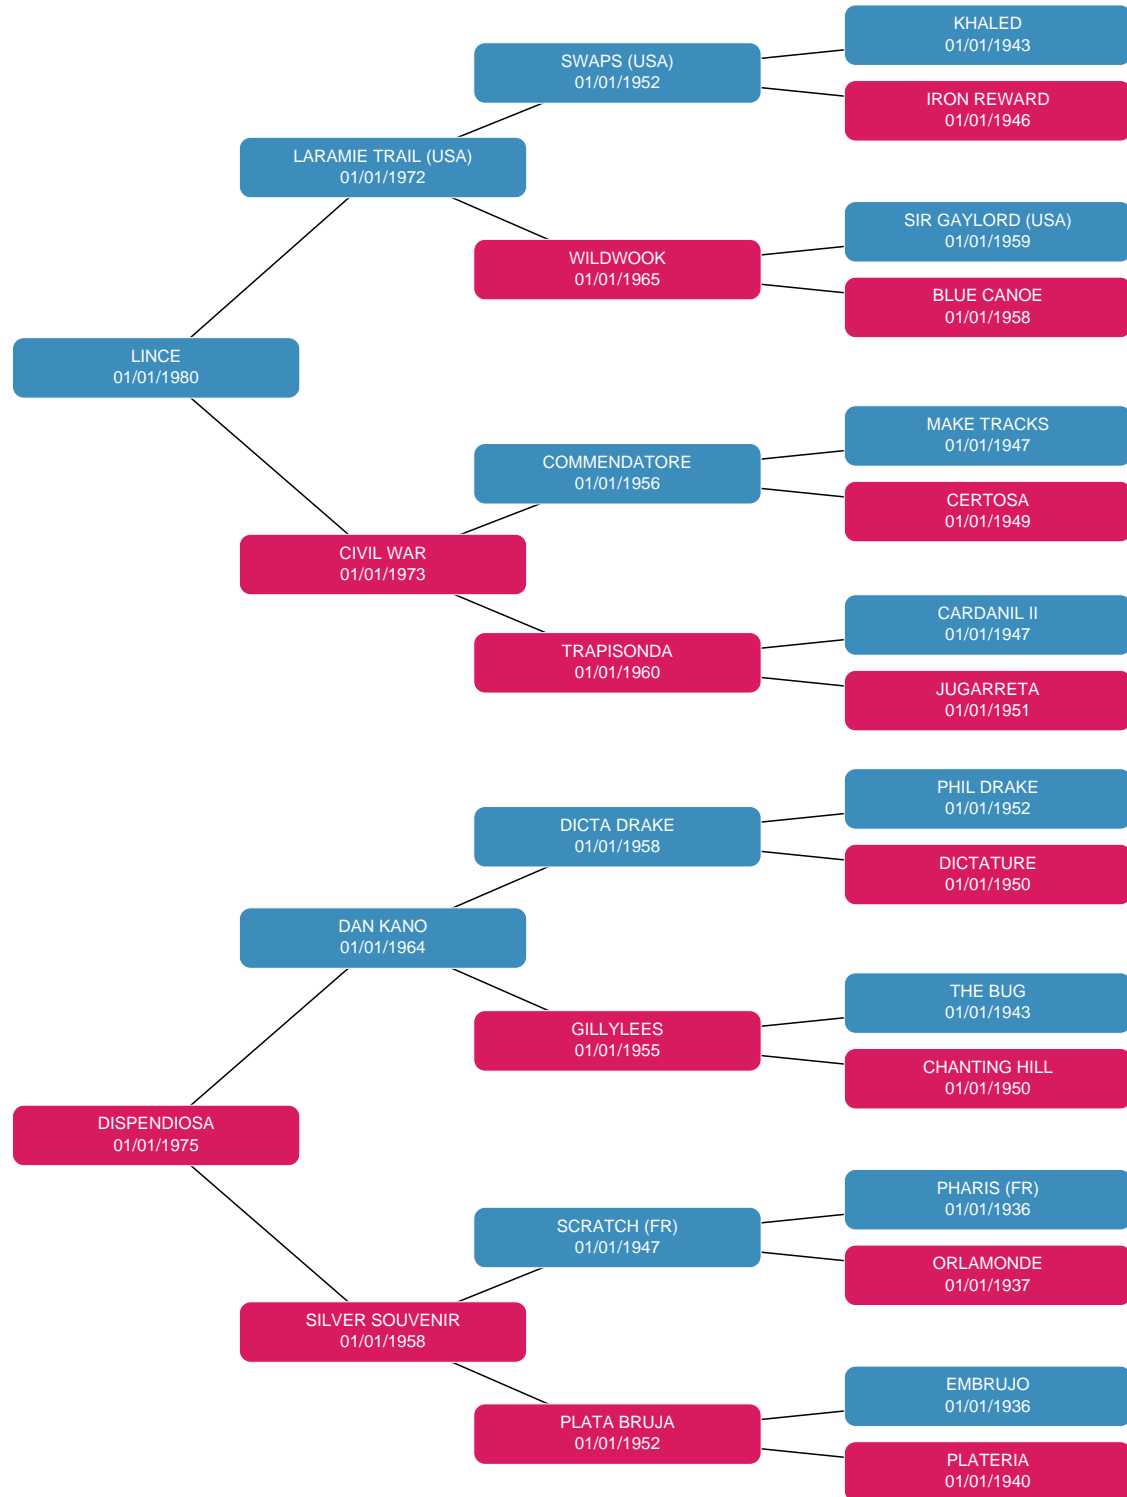 KHALED
01/01/1943
SWAPS (USA)
01/01/1952
IRON REWARD
01/01/1946
LARAMIE TRAIL (USA)
01/01/1972
SIR GAYLORD (USA)
01/01/1959
WILDWOOK
01/01/1965
BLUE CANOE
01/01/1958
LINCE
01/01/1980
MAKE TRACKS
01/01/1947
COMMENDATORE
01/01/1956
CERTOSA
01/01/1949
CIVIL WAR
01/01/1973
CARDANIL II
01/01/1947
TRAPISONDA
01/01/1960
JUGARRETA
01/01/1951
PHIL DRAKE
01/01/1952
DICTA DRAKE
01/01/1958
DICTATURE
01/01/1950
DAN KANO
01/01/1964
THE BUG
01/01/1943
GILLYLEES
01/01/1955
CHANTING HILL
01/01/1950
DISPENDIOSA
01/01/1975
PHARIS (FR)
01/01/1936
SCRATCH (FR)
01/01/1947
ORLAMONDE
01/01/1937
SILVER SOUVENIR
01/01/1958
EMBRUJO
01/01/1936
PLATA BRUJA
01/01/1952
PLATERIA
01/01/1940